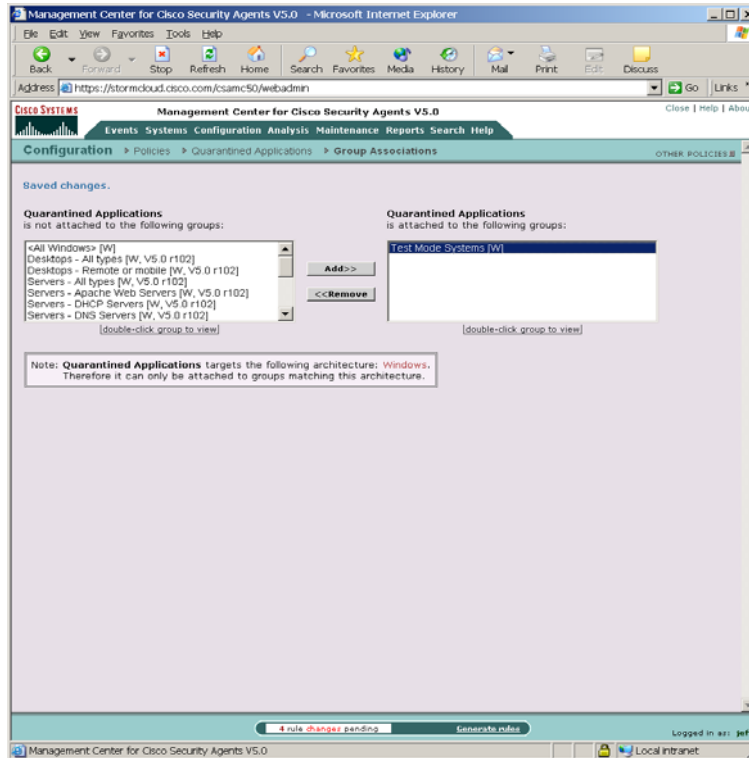 Management Center for Cisco Security Agents V5.0 - Microsoft Internet Explorer
File Edit View Favorites Tools Help
Back Forward Stop Refresh Home Search Favorites Media History Mail Print Edit Discuss
Address https://stormcloud.cisco.com/csamc50/webadmin Go Links
CISCO SYSTEMS
Management Center for Cisco Security Agents V5.0
Close | Help | Abou
Events Systems Configuration Analysis Maintenance Reports Search Help
Configuration > Policies > Quarantined Applications > Group Associations
OTHER POLICIES
Saved changes.
Quarantined Applications
is not attached to the following groups:
<All Windows> [W]
Desktops - All types [W, V5.0 r102]
Desktops - Remote or mobile [W, V5.0 r102]
Servers - All types [W, V5.0 r102]
Servers - Apache Web Servers [W, V5.0 r102]
Servers - DHCP Servers [W, V5.0 r102]
Servers - DNS Servers [W, V5.0 r102]
[double-click group to view]
Add>>
<<Remove
Quarantined Applications
is attached to the following groups:
Test Mode Systems [W]
[double-click group to view]
Note: Quarantined Applications targets the following architecture: Windows.
Therefore it can only be attached to groups matching this architecture.
4 rule changes pending Generate rules
Logged in as: jef
Management Center for Cisco Security Agents V5.0
Local intranet